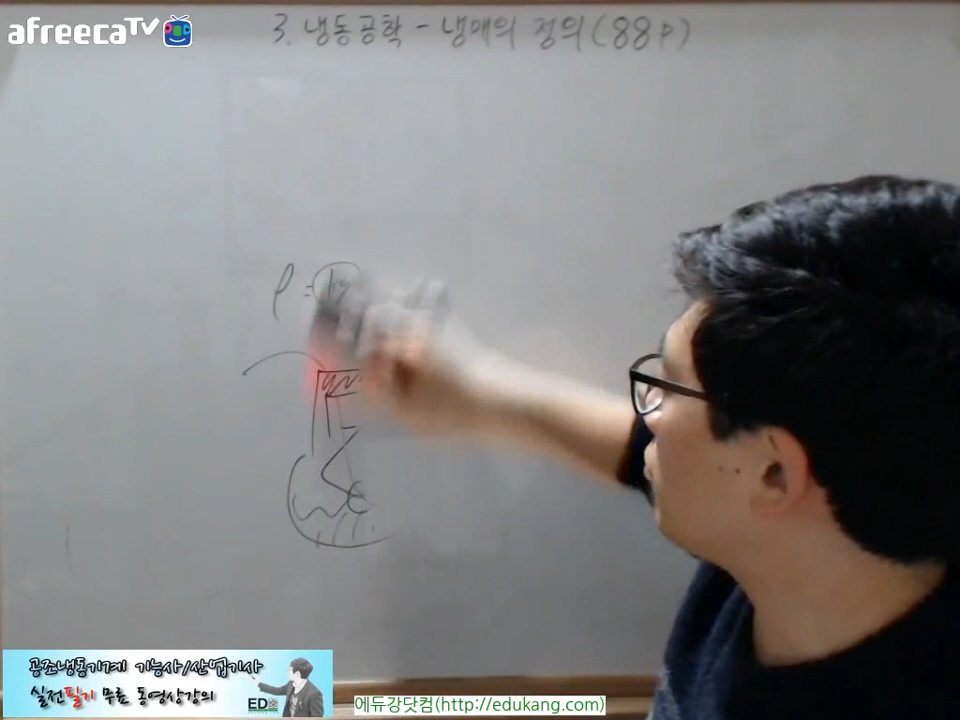 afreecaTV
3. 냉동공학 - 냉매의 정의(88P)
공조냉동기계 기능사/산업기사
실전필기 무료 동영상강의
에듀강닷컴(http://edukang.com)